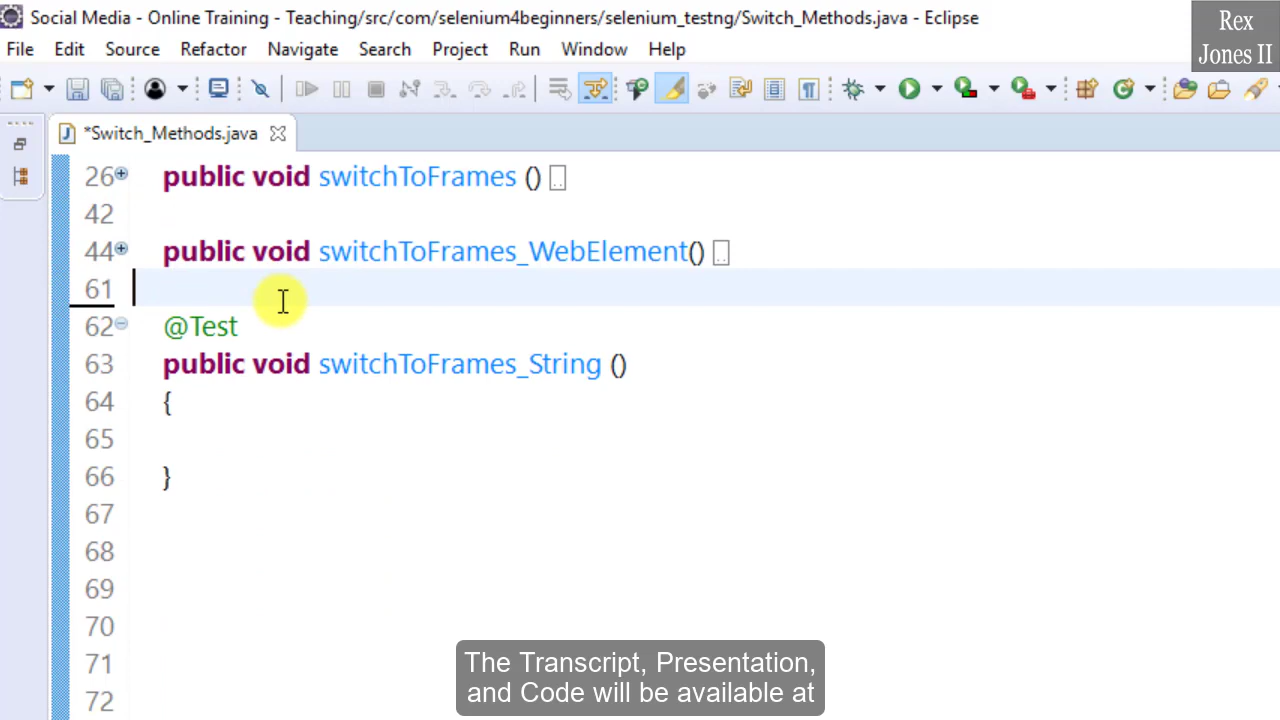 Social Media - Online Training - Teaching/src/com/selenium4beginners/selenium_testng/Switch_Methods.java - Eclipse
Rex
Jones II
File Edit Source Refactor Navigate Search Project Run Window Help
*Switch_Methods.java
26 public void switchToFrames ()
42
44 public void switchToFrames_WebElement()
61
62 @Test
63 public void switchToFrames_String ()
64 {
65
66 }
67
68
69
70
71
72
The Transcript, Presentation,
and Code will be available at